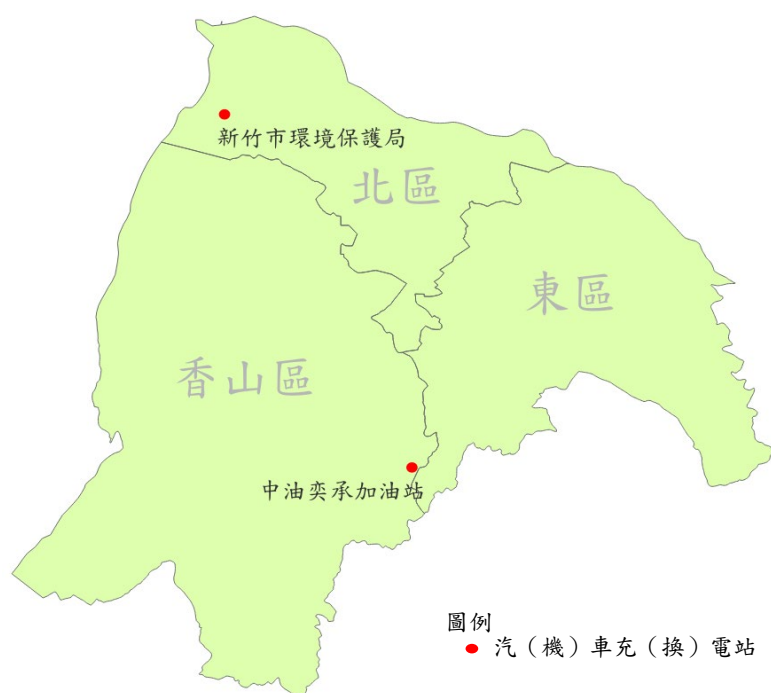 新竹市環境保護局
北區
東區
香山區
中油奕承加油站
圖例
汽（機）車充（換）電站